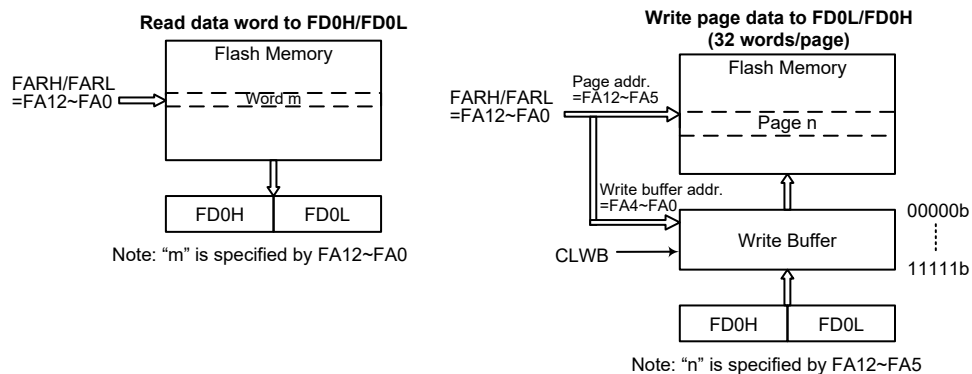 Read data word to FD0H/FD0L
Flash Memory
FARH/FARL
=FA12~FA0
Word m
FD0H FD0L
Note: “m” is specified by FA12~FA0
Write page data to FD0L/FD0H
(32 words/page)
Flash Memory
FARH/FARL
=FA12~FA0
Page addr.
=FA12~FA5
Page n
Write buffer addr.
=FA4~FA0
Write Buffer
CLWB
00000b
11111b
FD0H FD0L
Note: “n” is specified by FA12~FA5